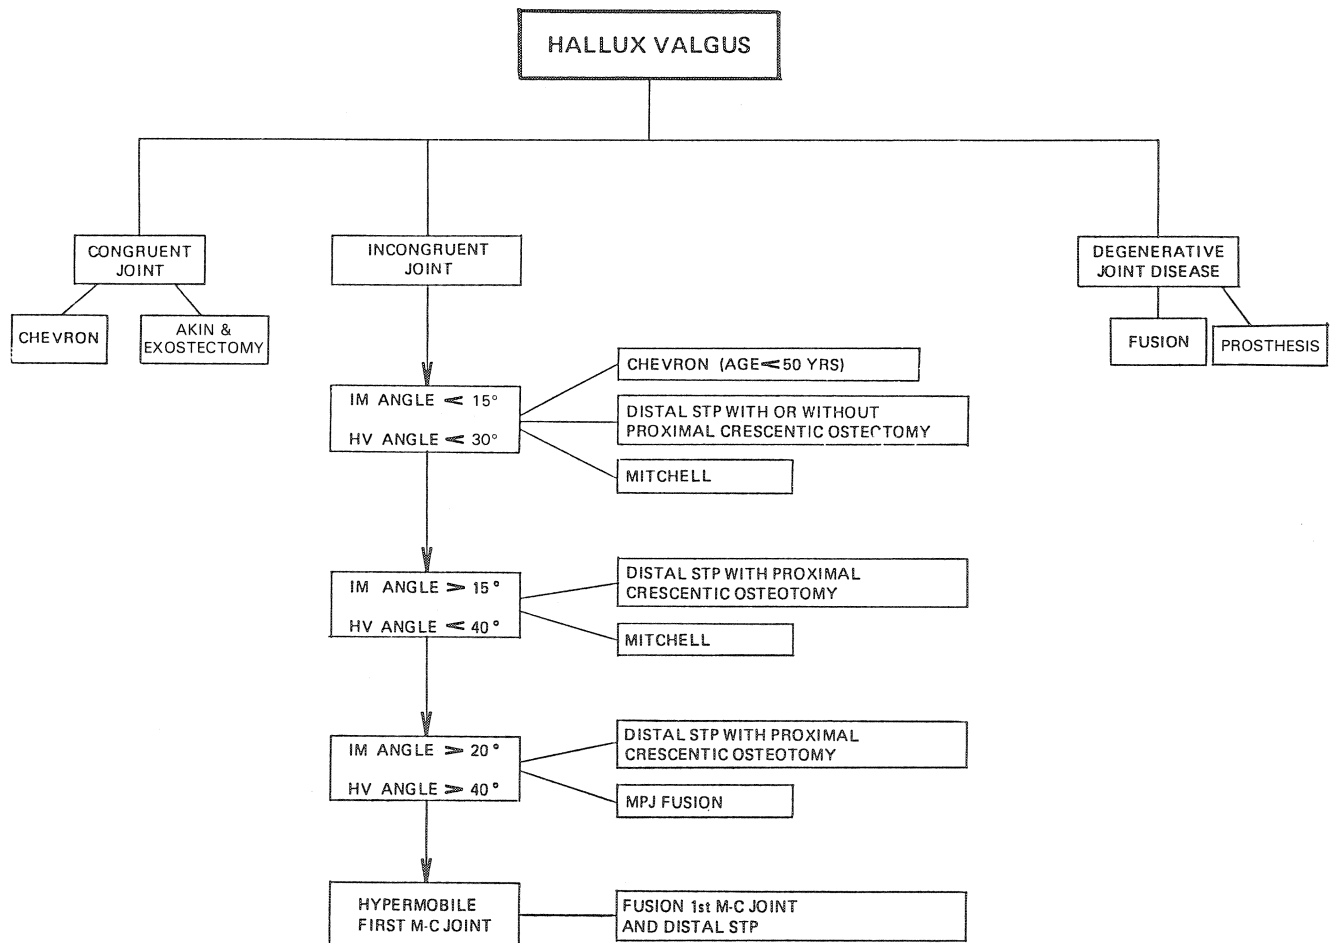 HALLUX VALGUS
CONGRUENT
JOINT
CHEVRON
AKIN &
EXOSTECTOMY
INCONGRUENT
JOINT
IM ANGLE < 15°
HV ANGLE < 30°
CHEVRON (AGE < 50 YRS)
DISTAL STP WITH OR WITHOUT
PROXIMAL CRESCENTIC OSTEOTOMY
MITCHELL
IM ANGLE > 15°
HV ANGLE < 40°
DISTAL STP WITH PROXIMAL
CRESCENTIC OSTEOTOMY
MITCHELL
IM ANGLE > 20°
HV ANGLE > 40°
DISTAL STP WITH PROXIMAL
CRESCENTIC OSTEOTOMY
MPJ FUSION
HYPERMOBILE
FIRST M-C JOINT
FUSION 1st M-C JOINT
AND DISTAL STP
DEGENERATIVE
JOINT DISEASE
FUSION
PROSTHESIS